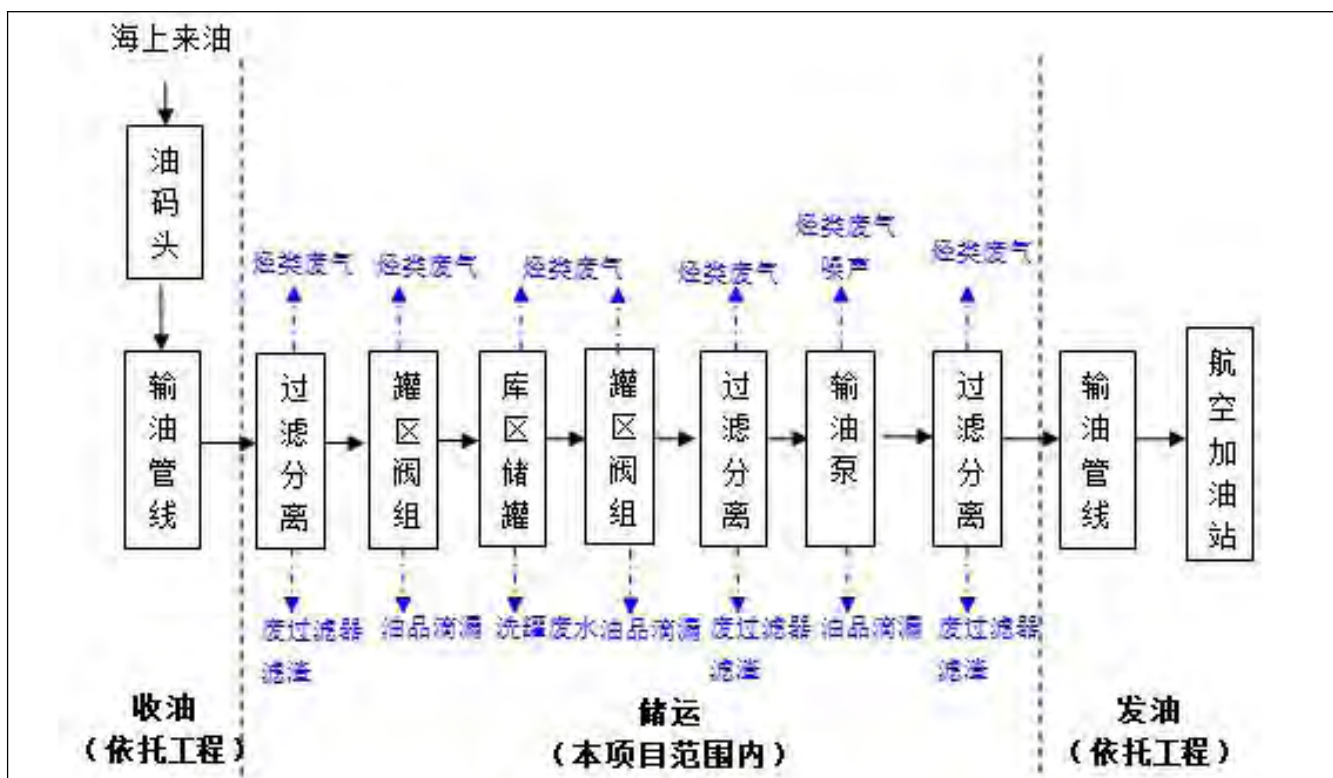 海上来油
油码头
烃类废气
噪声
烃类废气
烃类废气
烃类废气
烃类废气
烃类废气
输油管线
过滤分离
罐区阀组
库区储罐
罐区阀组
过滤分离
输油泵
过滤分离
输油管线
航空加油站
废过滤器
滤渣
油品滴漏
洗罐废水
油品滴漏
废过滤器
滤渣
油品滴漏
废过滤器
滤渣
收油
（依托工程）
储运
（本项目范围内）
发油
（依托工程）